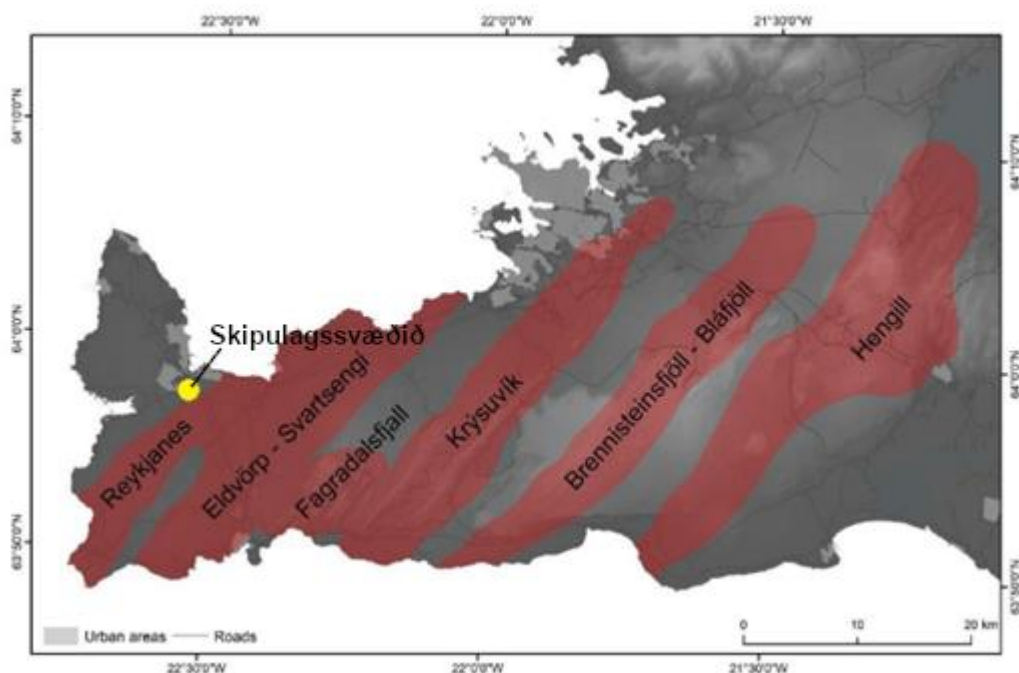 22°30'0"W
22°0'0"W
21°30'0"W
64°10'0"N
64°10'0"N
64°0'0"N
64°0'0"N
63°50'0"N
63°50'0"N
Skipulagssvæðið
Reykjanes
Eldvörp - Svartsengi
Fagradalsfjall
Krýsuvík
Brennisteinsfjöll - Bláfjöll
Hengill
Urban areas
Roads
0
10
20 km
22°30'0"W
22°0'0"W
21°30'0"W